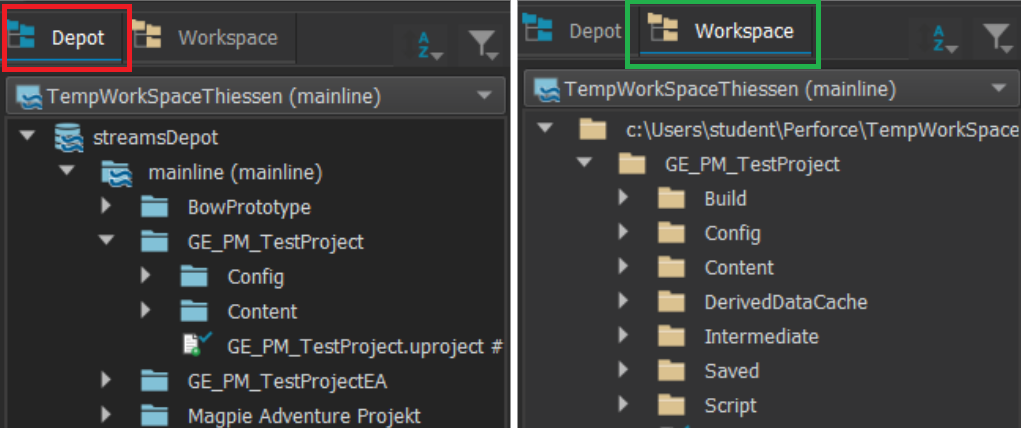 Depot Workspace
A
Z
TempWorkSpaceThiessen (mainline)
streamsDepot
mainline (mainline)
BowPrototype
GE_PM_TestProject
Config
Content
GE_PM_TestProject.uproject #
GE_PM_TestProjectEA
Magpie Adventure Projekt
Depot Workspace
A
Z
TempWorkSpaceThiessen (mainline)
c:\Users\student\Perforce\TempWorkSpace
GE_PM_TestProject
Build
Config
Content
DerivedDataCache
Intermediate
Saved
Script